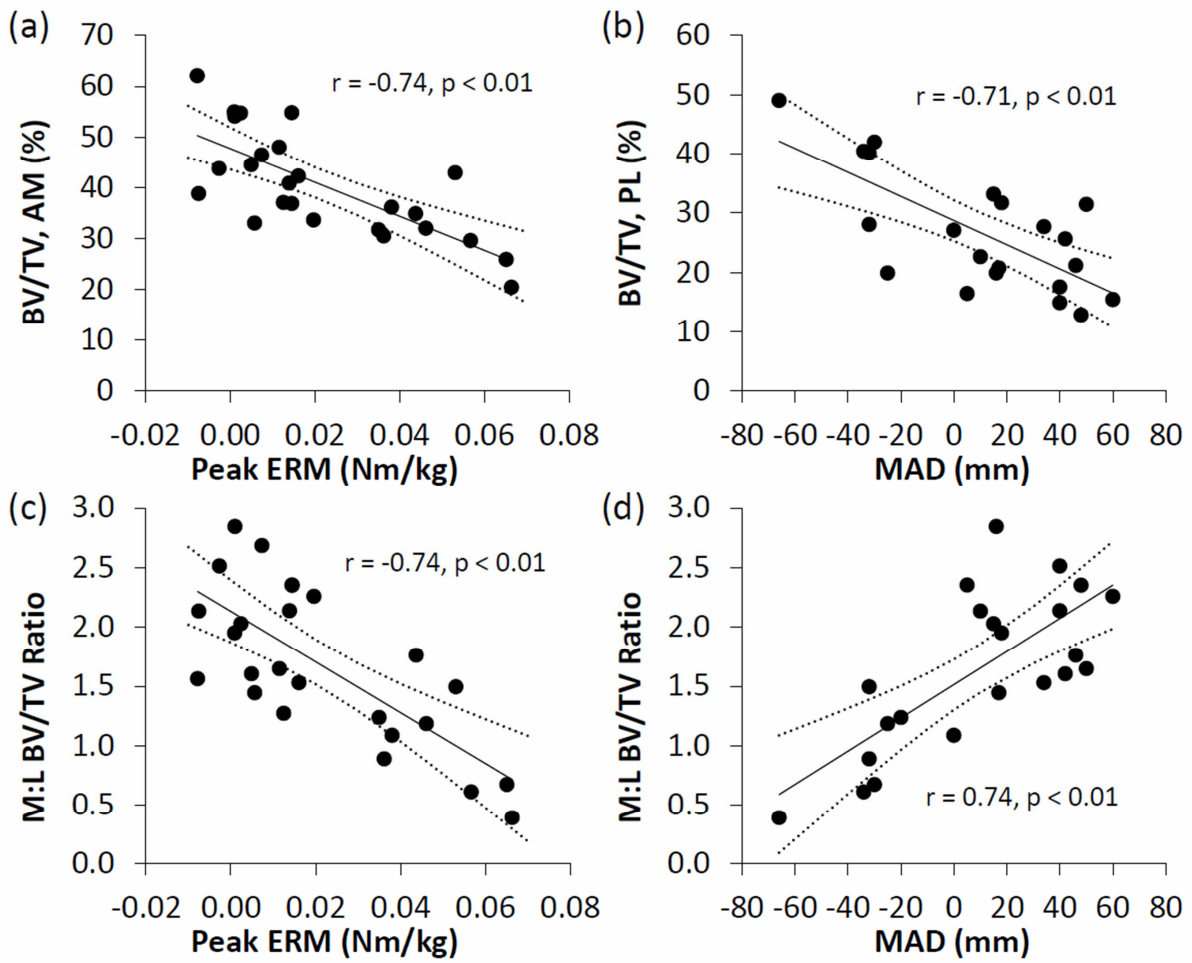 (a)
70
60
50
40
30
20
10
0
BV/TV, AM (%)
r = -0.74, p < 0.01
-0.02 0.00 0.02 0.04 0.06 0.08
Peak ERM (Nm/kg)
(b)
60
50
40
30
20
10
0
BV/TV, PL (%)
r = -0.71, p < 0.01
-80 -60 -40 -20 0 20 40 60 80
MAD (mm)
(c)
3.0
2.5
2.0
1.5
1.0
0.5
0.0
M:L BV/TV Ratio
r = -0.74, p < 0.01
-0.02 0.00 0.02 0.04 0.06 0.08
Peak ERM (Nm/kg)
(d)
3.0
2.5
2.0
1.5
1.0
0.5
0.0
M:L BV/TV Ratio
r = 0.74, p < 0.01
-80 -60 -40 -20 0 20 40 60 80
MAD (mm)